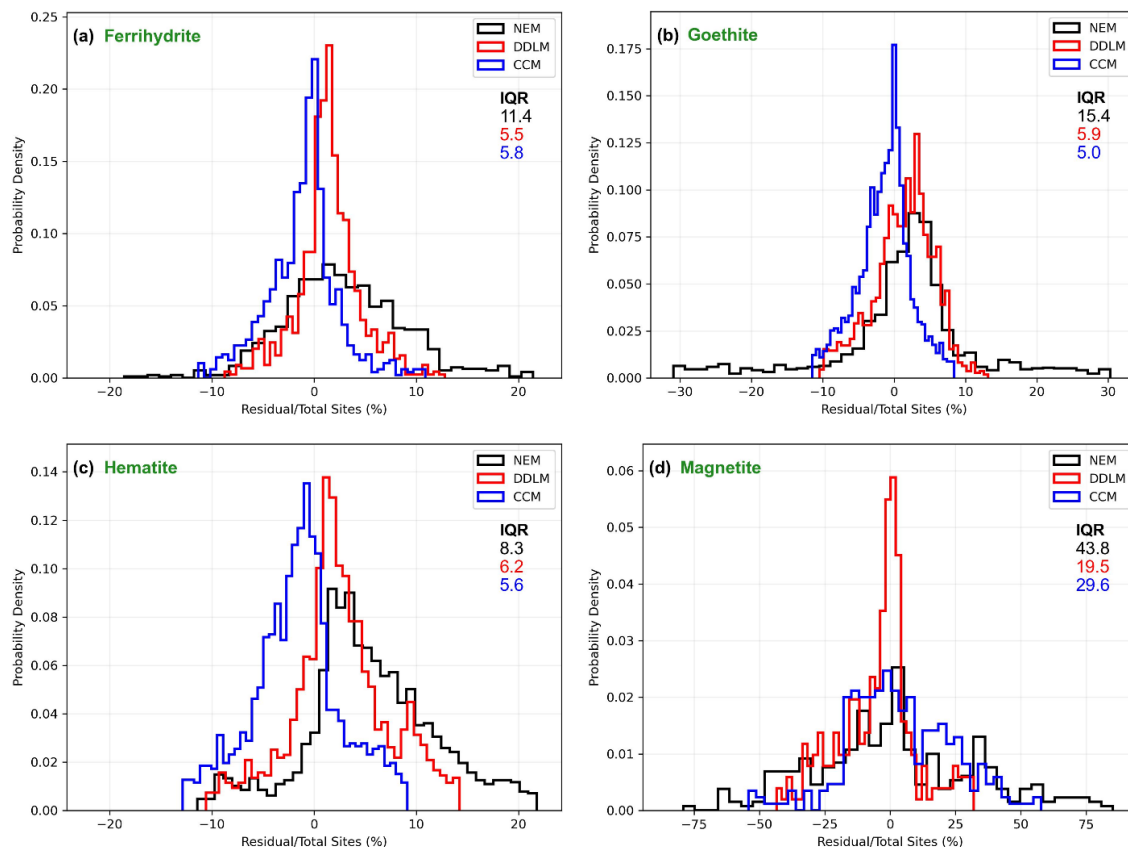 (a) Ferrihydrite
NEM
DDLM
CCM
IQR
11.4
5.5
5.8
0.25
0.20
0.15
0.10
0.05
0.00
Probability Density
−20
−10
0
10
20
Residual/Total Sites (%)
(b) Goethite
NEM
DDLM
CCM
IQR
15.4
5.9
5.0
0.175
0.150
0.125
0.100
0.075
0.050
0.025
0.000
Probability Density
−30
−20
−10
0
10
20
30
Residual/Total Sites (%)
(c) Hematite
NEM
DDLM
CCM
IQR
8.3
6.2
5.6
0.14
0.12
0.10
0.08
0.06
0.04
0.02
0.00
Probability Density
−20
−10
0
10
20
Residual/Total Sites (%)
(d) Magnetite
NEM
DDLM
CCM
IQR
43.8
19.5
29.6
0.06
0.05
0.04
0.03
0.02
0.01
0.00
Probability Density
−75
−50
−25
0
25
50
75
Residual/Total Sites (%)